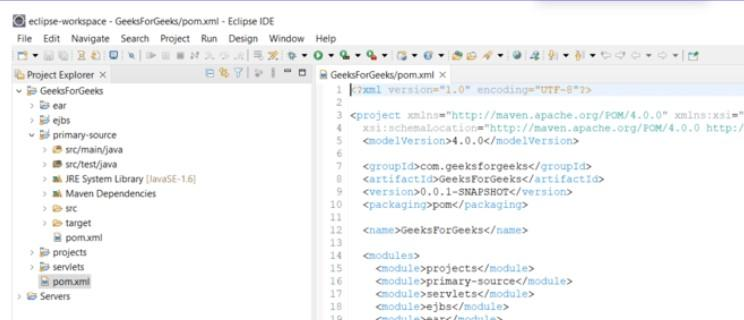 eclipse-workspace - GeeksForGeeks/pom.xml - Eclipse IDE
File Edit Navigate Search Project Run Design Window Help
Project Explorer
GeeksForGeeks
ear
ejbs
primary-source
src/main/java
src/test/java
JRE System Library [JavaSE-1.6]
Maven Dependencies
src
target
pom.xml
projects
servlets
pom.xml
Servers
GeeksForGeeks/pom.xml
1 <?xml version="1.0" encoding="UTF-8"?>
2
3 <project xmlns="http://maven.apache.org/POM/4.0.0" xmlns:xsi="
4 xsi:schemaLocation="http://maven.apache.org/POM/4.0.0 http:/
5 <modelVersion>4.0.0</modelVersion>
6
7 <groupId>com.geeksforgeeks</groupId>
8 <artifactId>GeeksForGeeks</artifactId>
9 <version>0.0.1-SNAPSHOT</version>
10 <packaging>pom</packaging>
11
12 <name>GeeksForGeeks</name>
13
14 <modules>
15 <module>projects</module>
16 <module>primary-source</module>
17 <module>servlets</module>
18 <module>ejbs</module>
19 <module>ear</module>